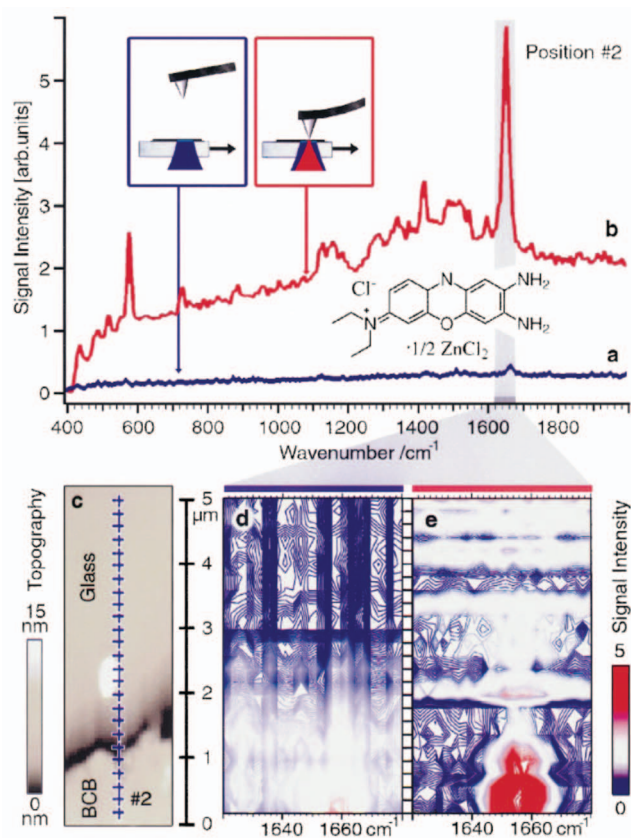 Signal Intensity [arb.units]
5
4
3
2
1
0
Position #2
b
a
Cl⁻
N
NH₂
N
+
O
NH₂
·1/2 ZnCl₂
400 600 800 1000 1200 1400 1600 1800
Wavenumber /cm⁻¹
Topography
15
nm
0
nm
c
Glass
BCB
#2
5
μm
4
3
2
1
0
d
e
1640 1660 cm⁻¹
1640 1660 cm⁻¹
Signal Intensity
5
0